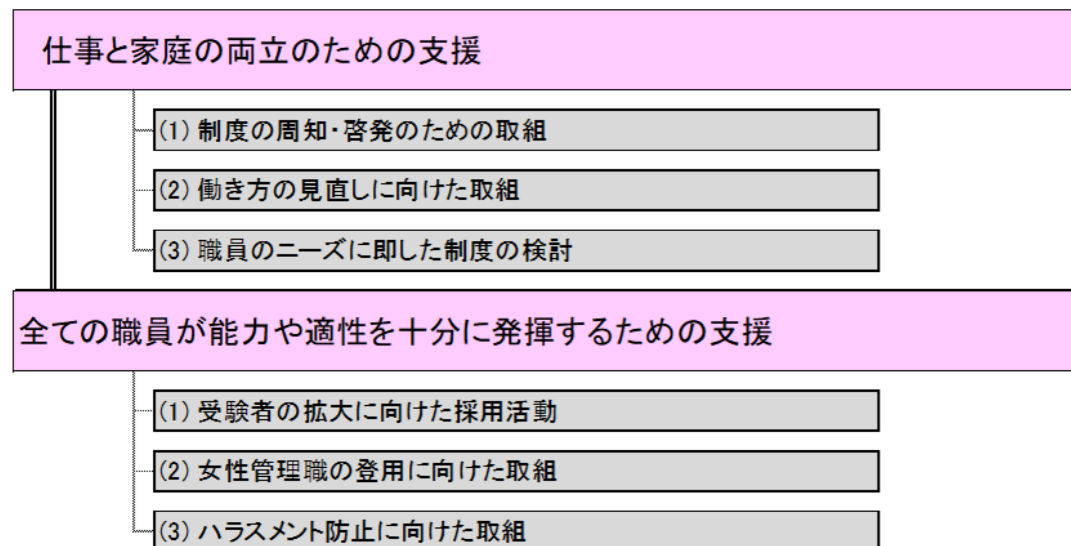 仕事と家庭の両立のための支援
(1) 制度の周知・啓発のための取組
(2) 働き方の見直しに向けた取組
(3) 職員のニーズに即した制度の検討
全ての職員が能力や適性を十分に発揮するための支援
(1) 受験者の拡大に向けた採用活動
(2) 女性管理職の登用に向けた取組
(3) ハラスメント防止に向けた取組